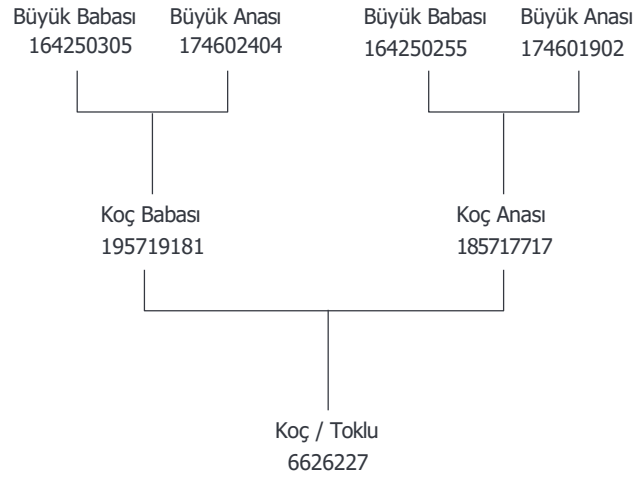 Büyük Babası Büyük Anası Büyük Babası Büyük Anası
164250305 174602404 164250255 174601902
Koç Babası Koç Anası
195719181 185717717
Koç / Toklu
6626227